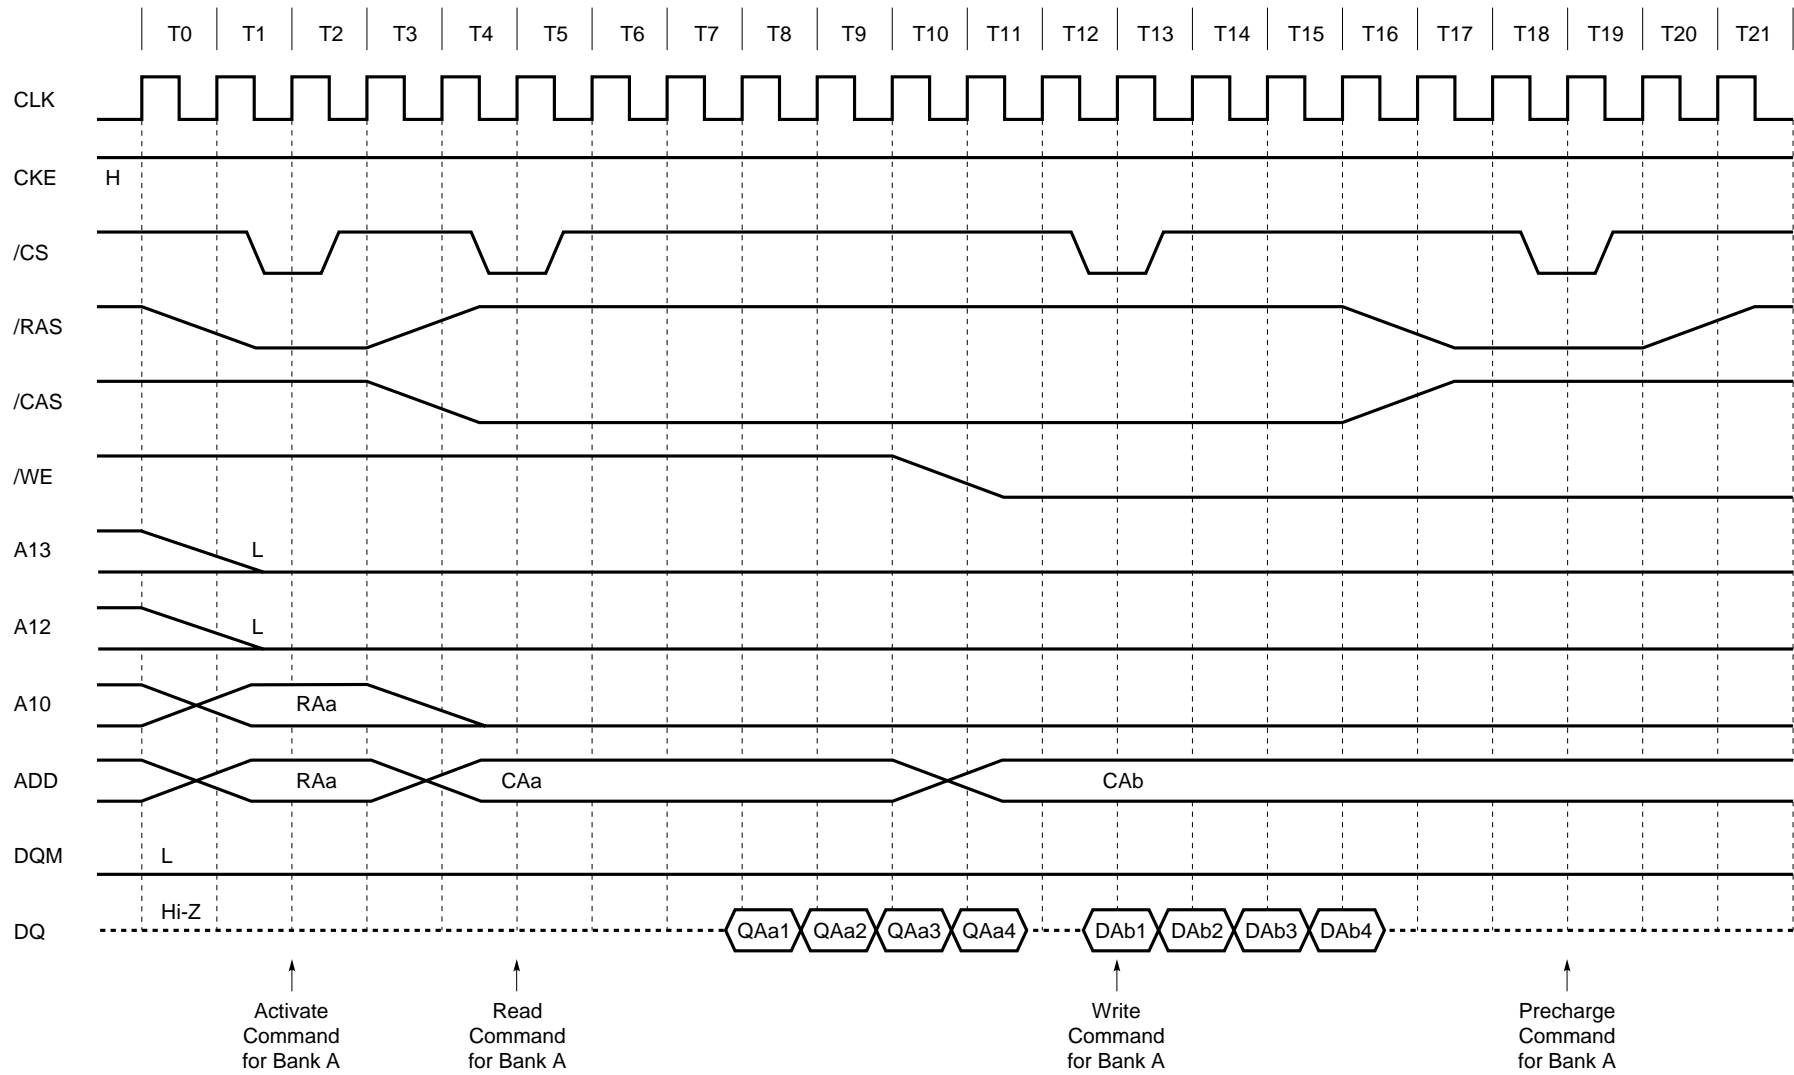 T0 T1 T2 T3 T4 T5 T6 T7 T8 T9 T10 T11 T12 T13 T14 T15 T16 T17 T18 T19 T20 T21
CLK
CKE H
/CS
/RAS
/CAS
/WE
A13 L
A12 L
A10 RAa
ADD RAa CAa CAb
DQM L
Hi-Z
DQ QAa1 QAa2 QAa3 QAa4 DAb1 DAb2 DAb3 DAb4
Activate Read Write Precharge
Command Command Command Command
for Bank A for Bank A for Bank A for Bank A